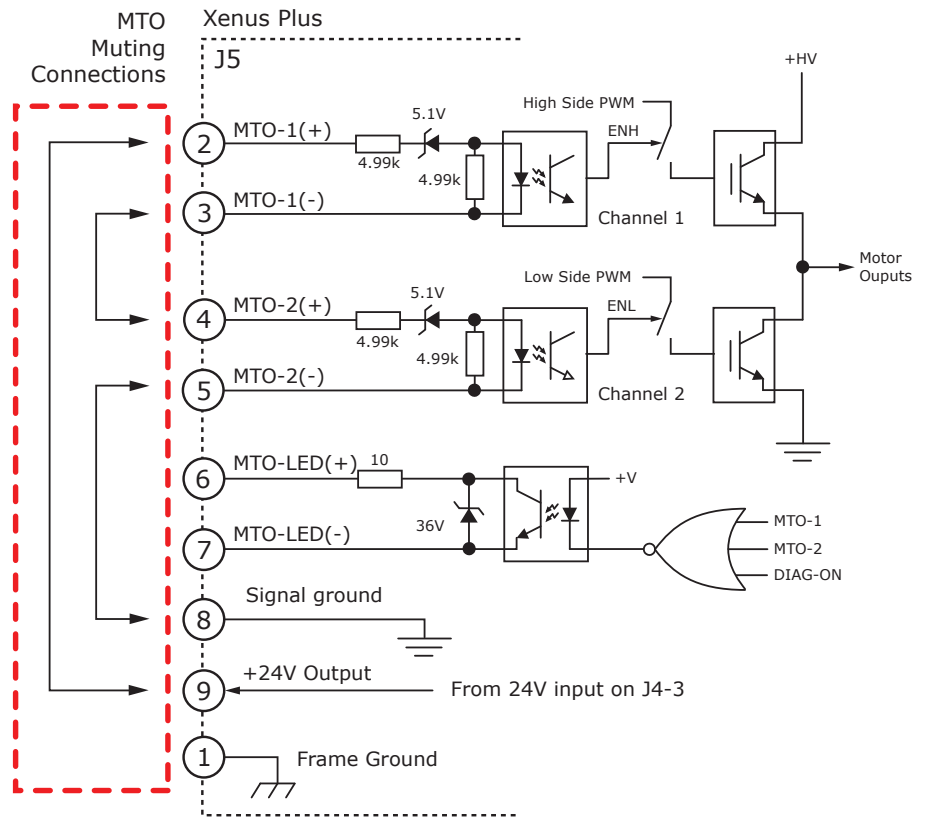 MTO
Muting
Connections
Xenus Plus
J5
+HV
High Side PWM
5.1V
2
MTO-1(+)
ENH
4.99k
4.99k
3
MTO-1(-)
Channel 1
Motor
Ouputs
Low Side PWM
5.1V
4
MTO-2(+)
ENL
4.99k
4.99k
5
MTO-2(-)
Channel 2
6
MTO-LED(+)
10
+V
36V
7
MTO-LED(-)
MTO-1
MTO-2
DIAG-ON
8
Signal ground
9
+24V Output
From 24V input on J4-3
1
Frame Ground